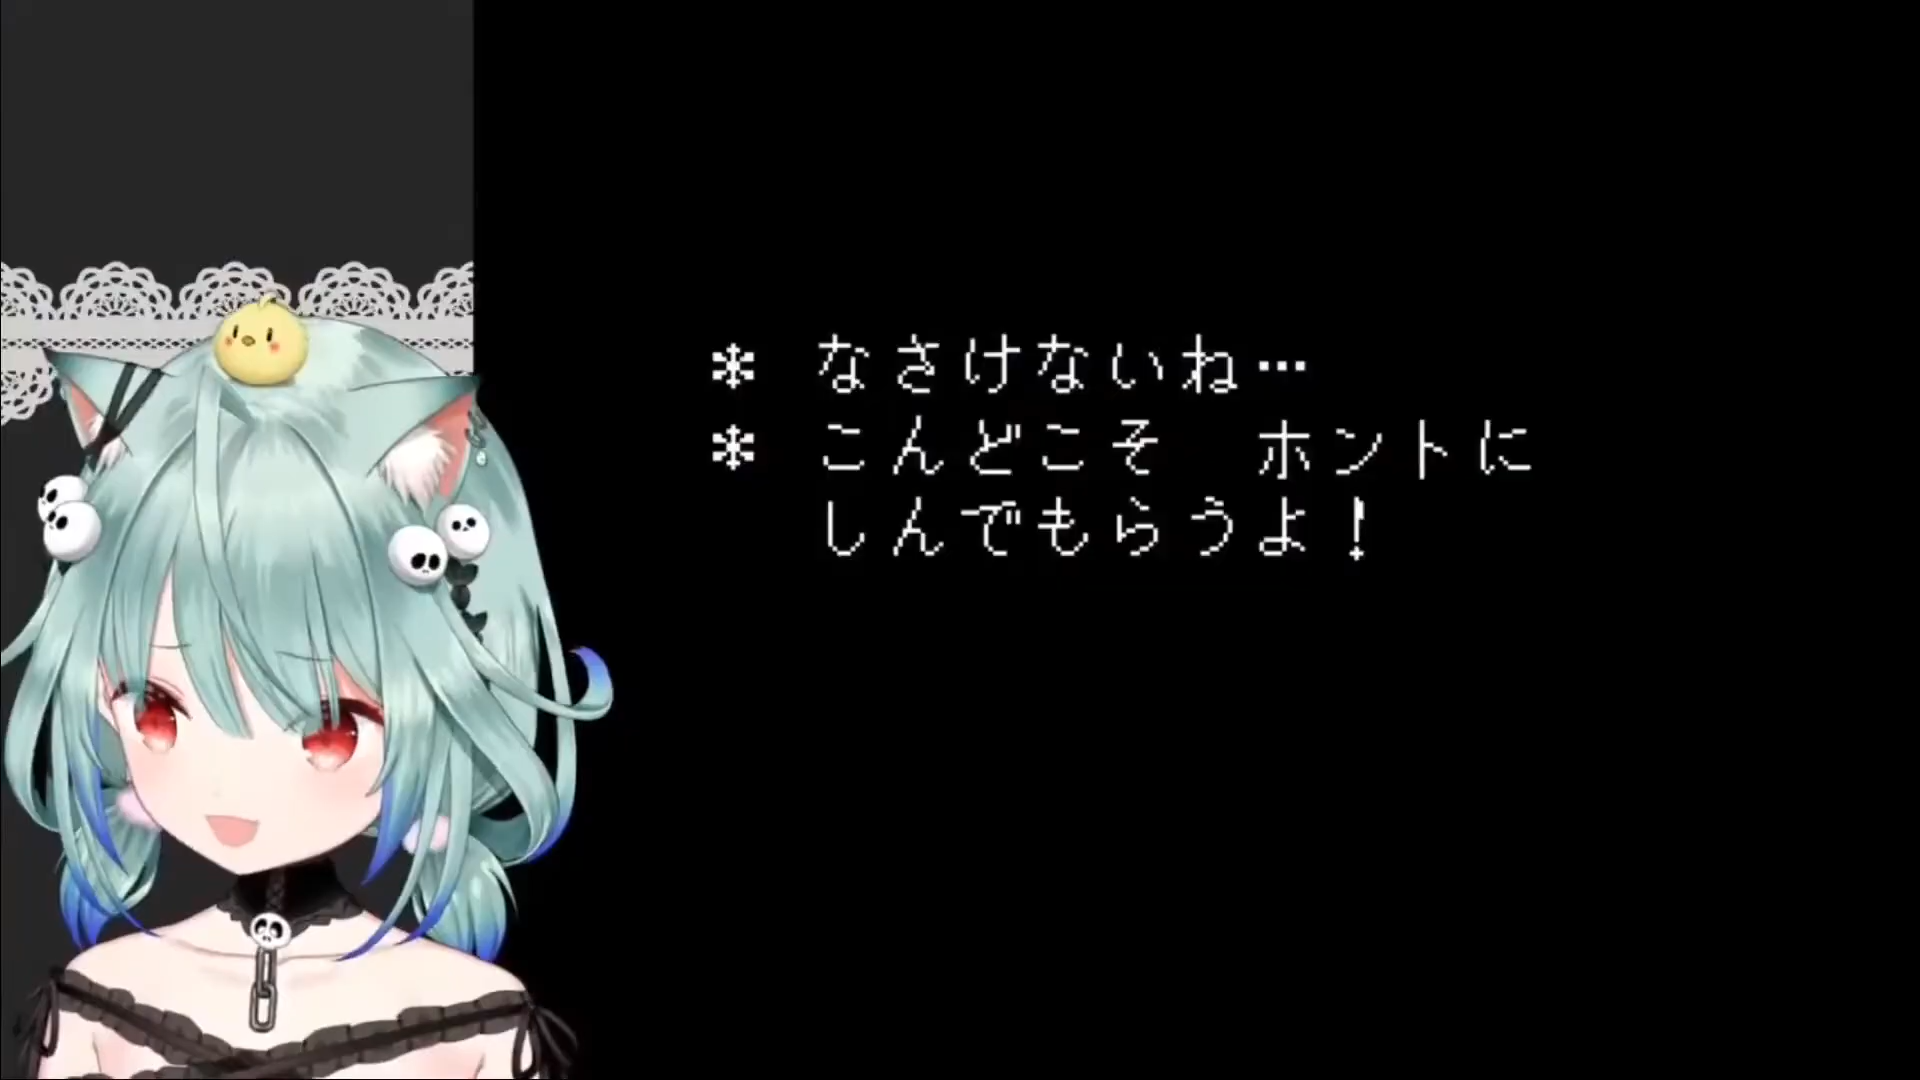 * なさけないね…
* こんどこそ　ホントに
しんでもらうよ！